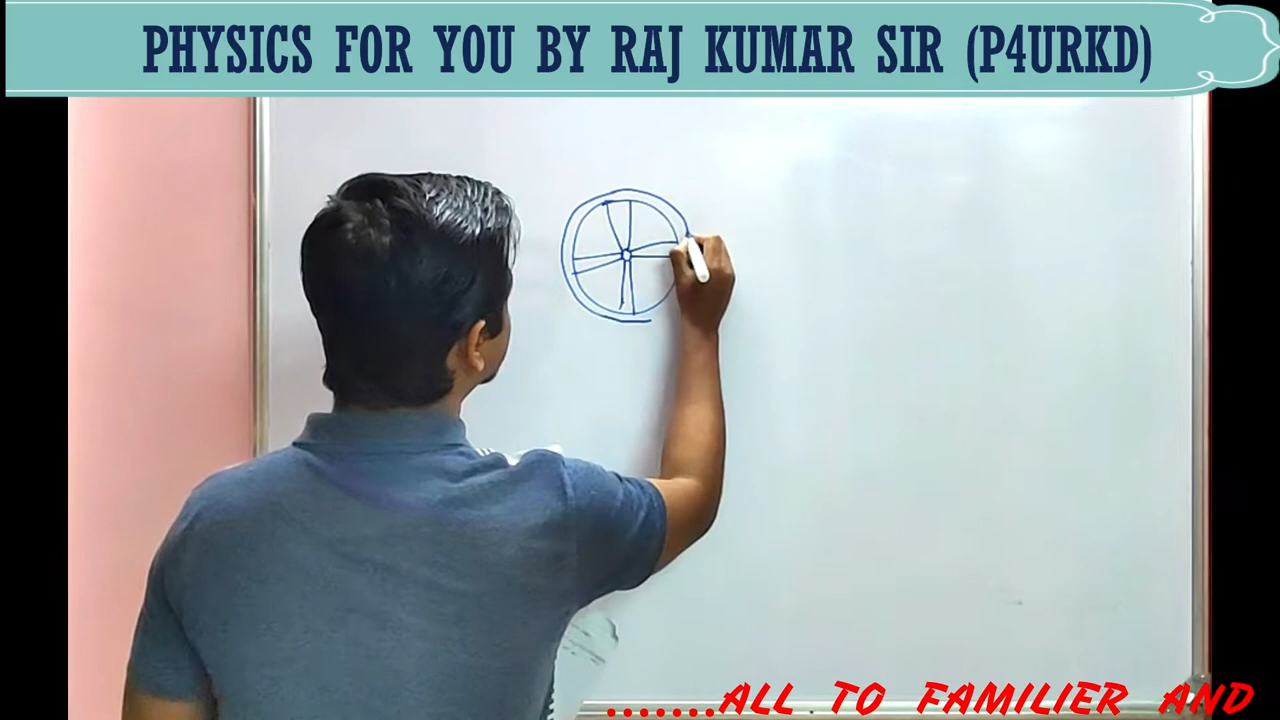 PHYSICS FOR YOU BY RAJ KUMAR SIR (P4URKD)
.......ALL TO FAMILIER AND